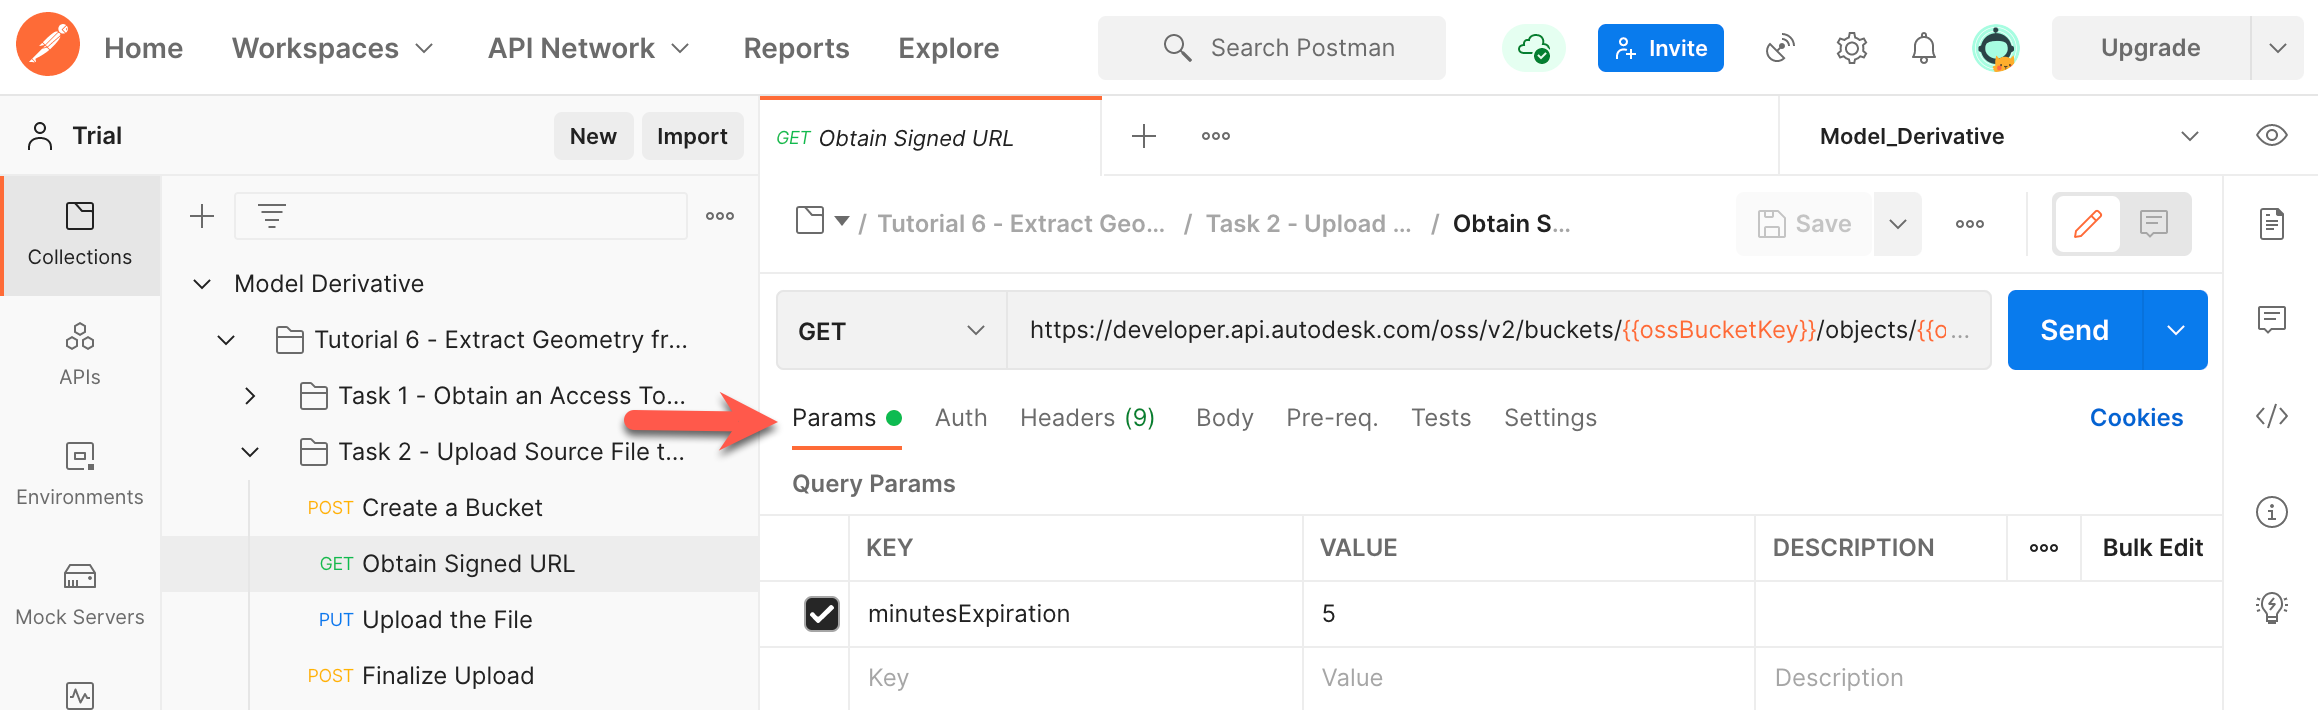 Home Workspaces API Network Reports Explore Search Postman Invite Upgrade
Trial New Import
GET Obtain Signed URL Model_Derivative
Collections
APIs
Environments
Mock Servers
Model Derivative
Tutorial 6 - Extract Geometry fr...
Task 1 - Obtain an Access To...
Task 2 - Upload Source File t...
POST Create a Bucket
GET Obtain Signed URL
PUT Upload the File
POST Finalize Upload
/ Tutorial 6 - Extract Geo... / Task 2 - Upload ... / Obtain S... Save
GET https://developer.api.autodesk.com/oss/v2/buckets/{{ossBucketKey}}/objects/{{o... Send
Params Auth Headers (9) Body Pre-req. Tests Settings Cookies
Query Params
KEY VALUE DESCRIPTION Bulk Edit
minutesExpiration 5
Key Value Description